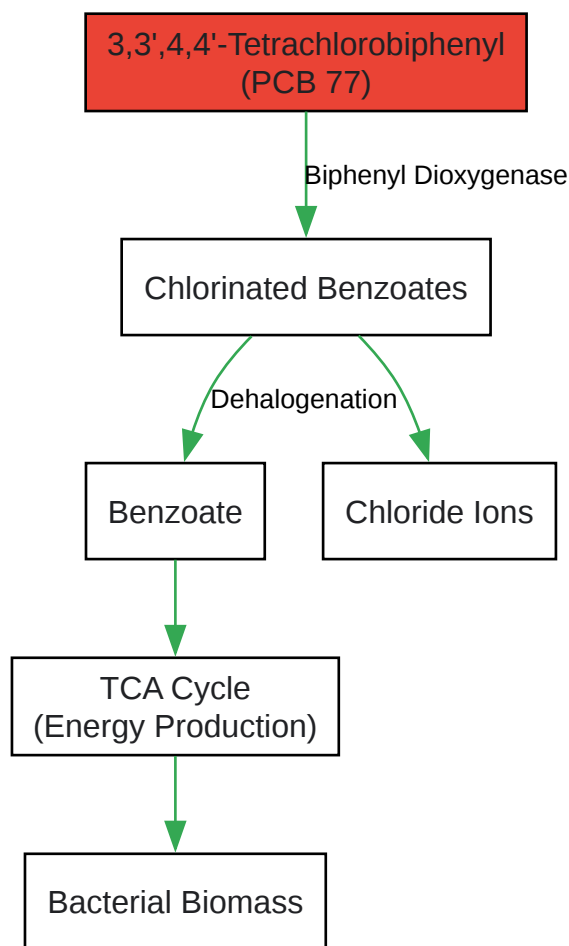 3,3',4,4'-Tetrachlorobiphenyl
(PCB 77)
Biphenyl Dioxygenase
Chlorinated Benzoates
Dehalogenation
Benzoate
Chloride Ions
TCA Cycle
(Energy Production)
Bacterial Biomass